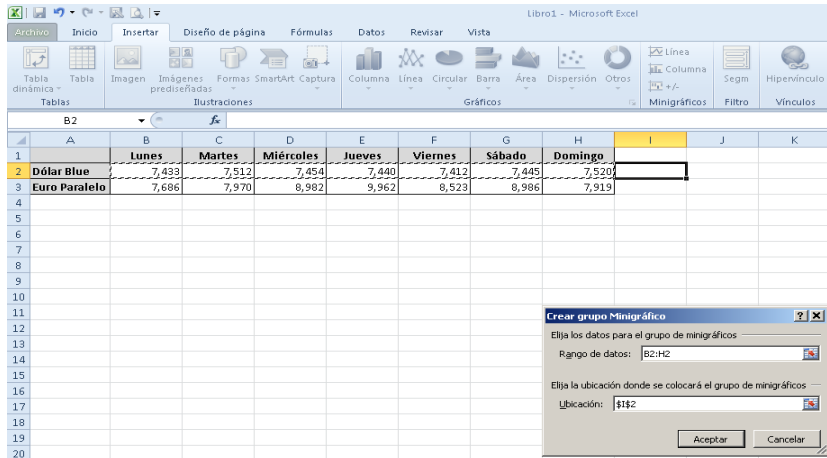 Libro1 - Microsoft Excel
Archivo Inicio Insertar Diseño de página Fórmulas Datos Revisar Vista
Tabla dinámica Tabla Imagen Imágenes prediseñadas Formas SmartArt Captura Columna Línea Circular Barra Área Dispersión Otros Línea Columna +/- Segm Hipervínculo
Tablas Ilustraciones Gráficos Minigráficos Filtro Vínculos
B2 fx
A B C D E F G H I J K
1 Lunes Martes Miércoles Jueves Viernes Sábado Domingo
2 Dólar Blue 7,433 7,512 7,454 7,440 7,412 7,445 7,520
3 Euro Paralelo 7,686 7,970 8,982 9,962 8,523 8,986 7,919
4
5
6
7
8
9
10
11
12
13
14
15
16
17
18
19
20
Crear grupo Minigráfico
Elija los datos para el grupo de minigráficos
Rango de datos: B2:H2
Elija la ubicación donde se colocará el grupo de minigráficos
Ubicación: $I$2
Aceptar Cancelar